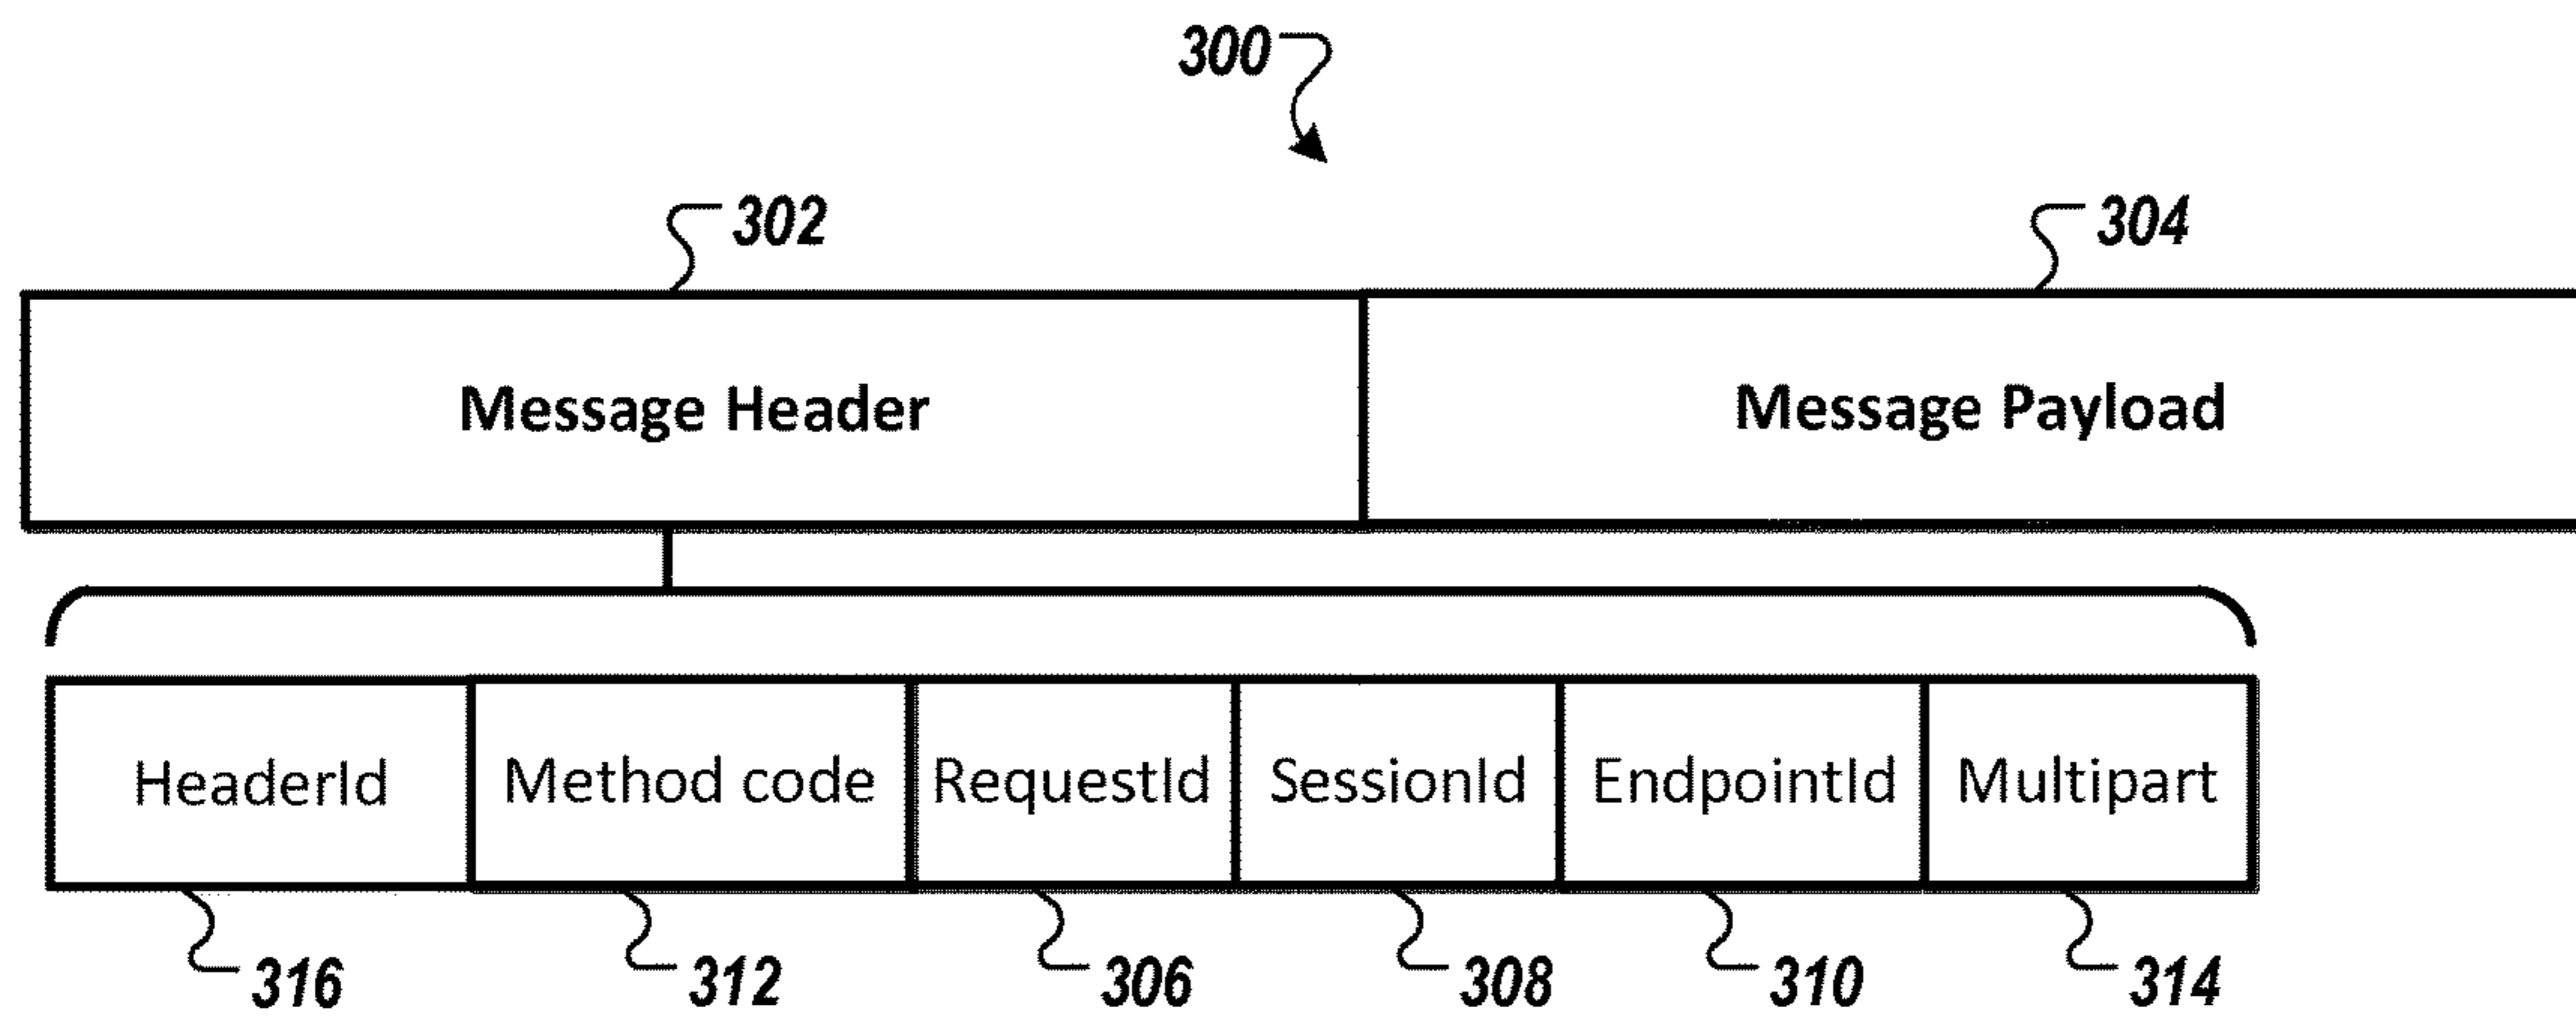 300
302 304
Message Header Message Payload
HeaderId Method code RequestId SessionId EndpointId Multipart
316 312 306 308 310 314